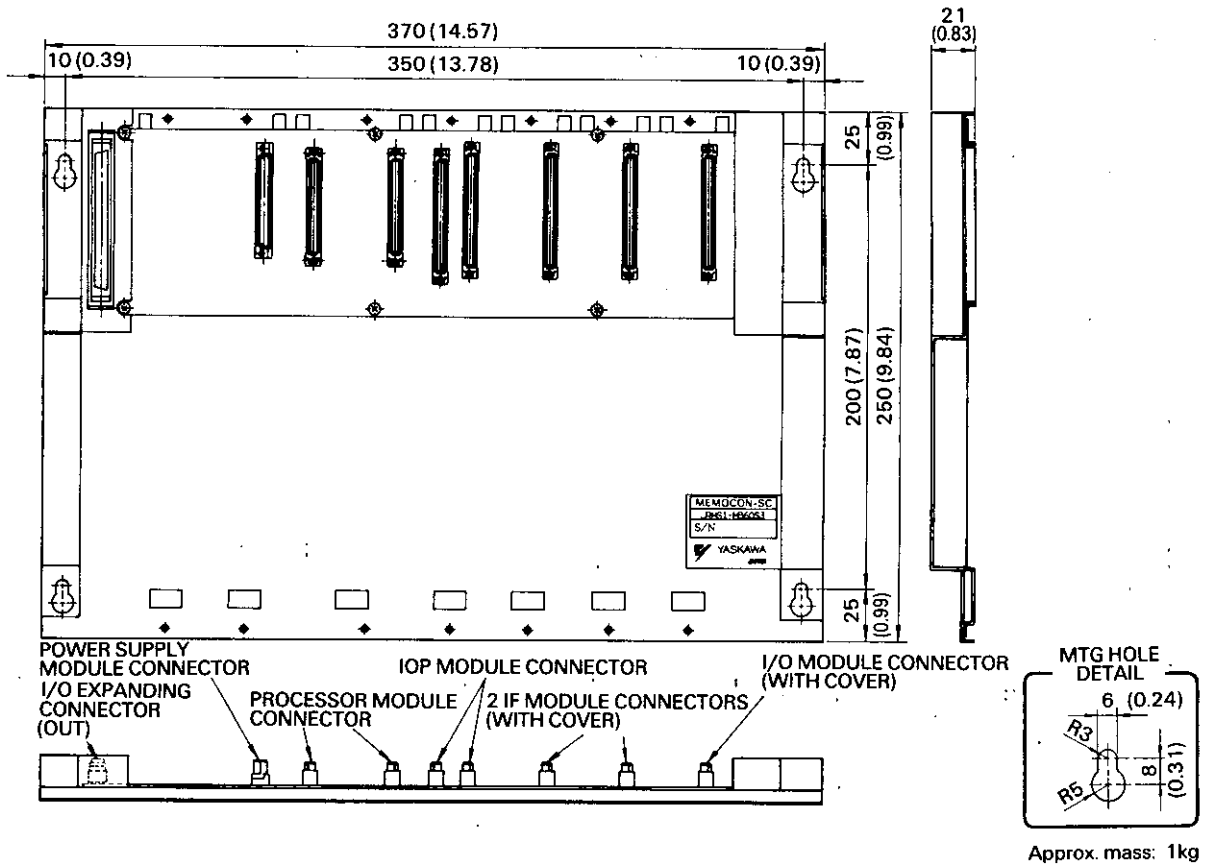 370 (14.57)
10 (0.39)
350 (13.78)
10 (0.39)
21
(0.83)
25
(0.99)
200 (7.87)
250 (9.84)
25
(0.99)
MEMOCON-SC
S/N
YASKAWA
JAPAN
POWER SUPPLY
MODULE CONNECTOR
I/O EXPANDING
CONNECTOR
(OUT)
PROCESSOR MODULE
CONNECTOR
IOP MODULE CONNECTOR
2 IF MODULE CONNECTORS
(WITH COVER)
I/O MODULE CONNECTOR
(WITH COVER)
MTG HOLE
DETAIL
6 (0.24)
R3
R5
8
(0.31)
Approx. mass: 1kg